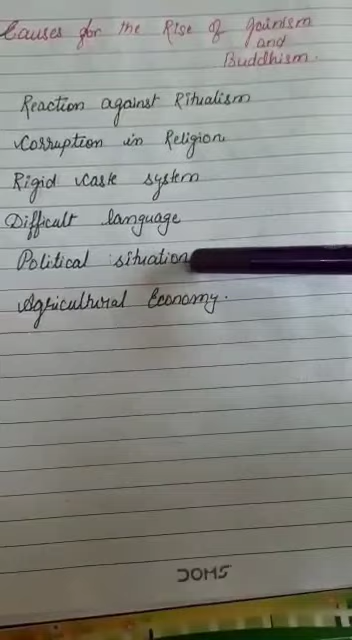 Causes for the Rise of Jainism
and
Buddhism.
Reaction against Ritualism
Corruption in Religion
Rigid caste system
Difficult language
Political situation
Agricultural Economy.
DOMS